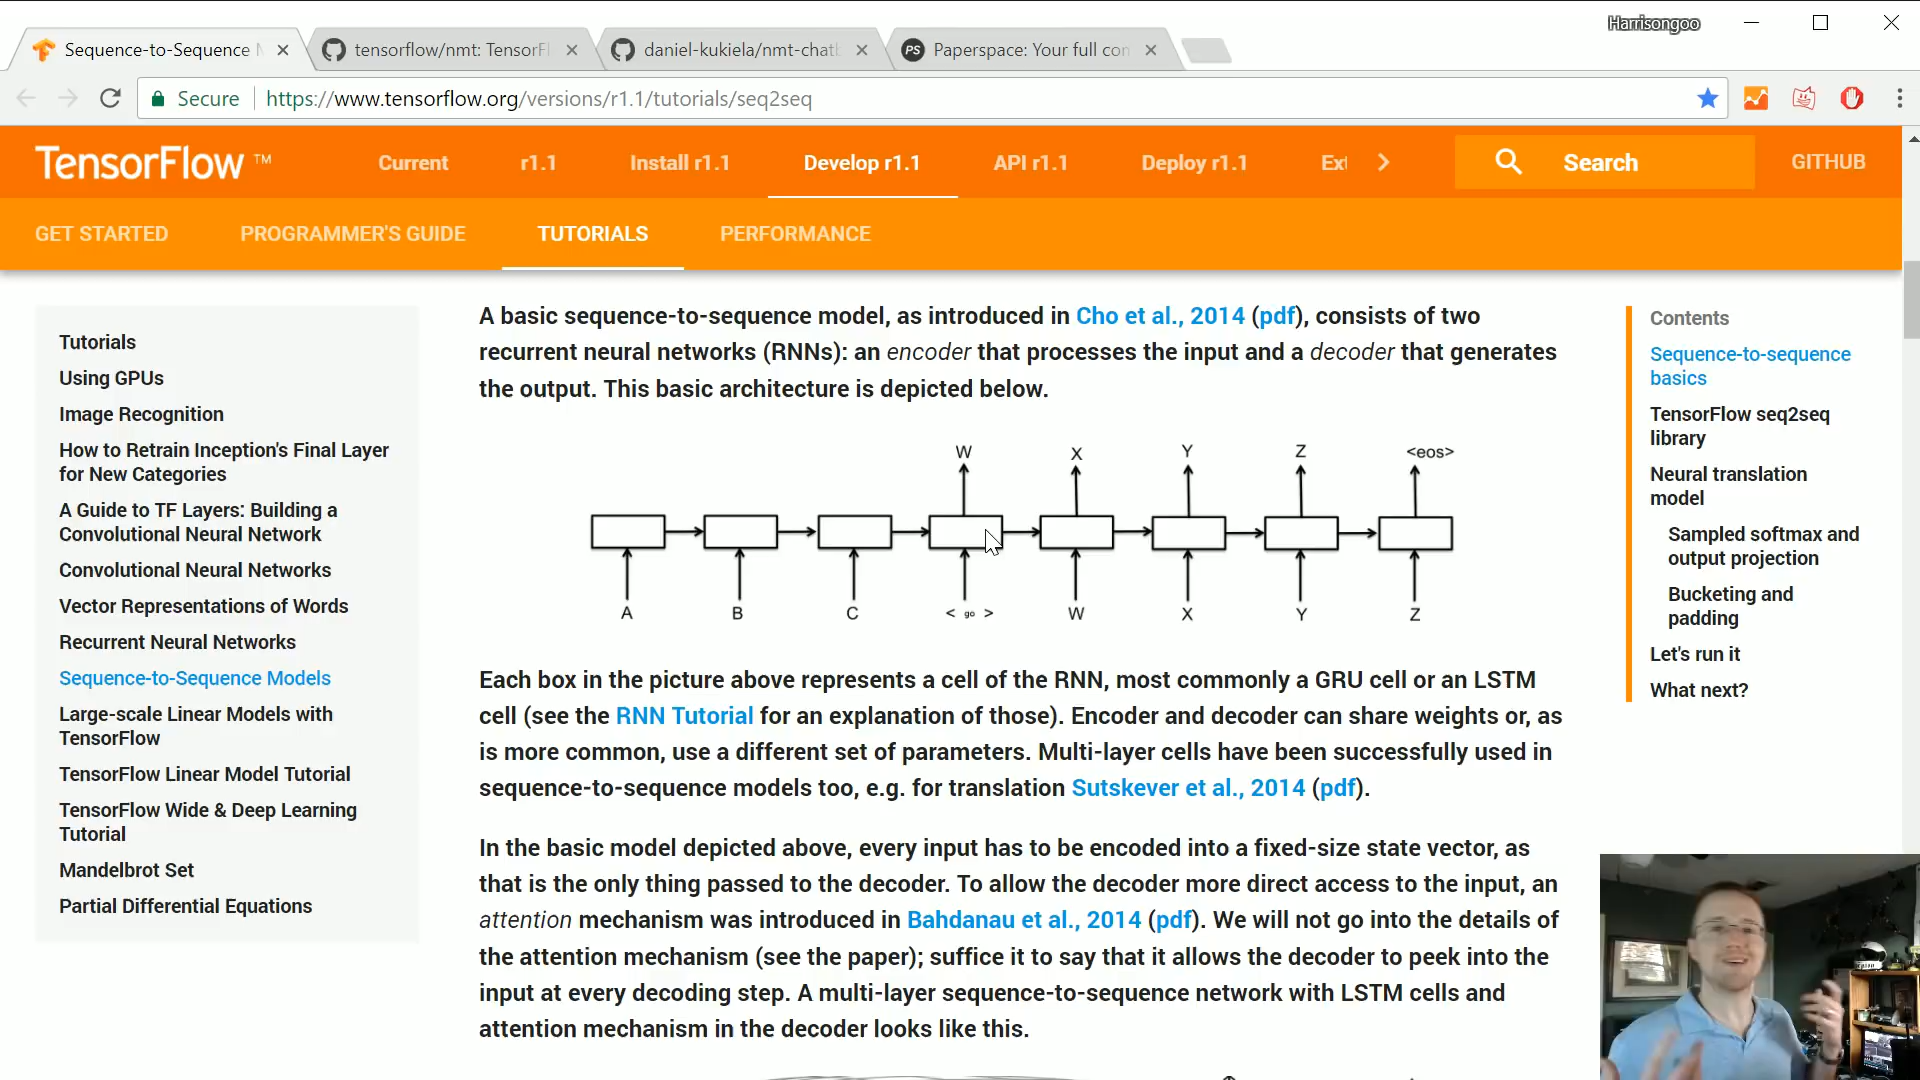 Harrisongoo
Sequence-to-Sequence M
tensorflow/nmt: TensorFl
daniel-kukiela/nmt-chatb
PS
Paperspace: Your full con
Secure
https://www.tensorflow.org/versions/r1.1/tutorials/seq2seq
TensorFlow ™
Current
r1.1
Install r1.1
Develop r1.1
API r1.1
Deploy r1.1
Ext
Search
GITHUB
GET STARTED
PROGRAMMER'S GUIDE
TUTORIALS
PERFORMANCE
Tutorials
Using GPUs
Image Recognition
How to Retrain Inception's Final Layer
for New Categories
A Guide to TF Layers: Building a
Convolutional Neural Network
Convolutional Neural Networks
Vector Representations of Words
Recurrent Neural Networks
Sequence-to-Sequence Models
Large-scale Linear Models with
TensorFlow
TensorFlow Linear Model Tutorial
TensorFlow Wide & Deep Learning
Tutorial
Mandelbrot Set
Partial Differential Equations
A basic sequence-to-sequence model, as introduced in Cho et al., 2014 (pdf), consists of two
recurrent neural networks (RNNs): an encoder that processes the input and a decoder that generates
the output. This basic architecture is depicted below.
W X Y Z <eos>
A B C < go > W X Y Z
Each box in the picture above represents a cell of the RNN, most commonly a GRU cell or an LSTM
cell (see the RNN Tutorial for an explanation of those). Encoder and decoder can share weights or, as
is more common, use a different set of parameters. Multi-layer cells have been successfully used in
sequence-to-sequence models too, e.g. for translation Sutskever et al., 2014 (pdf).
In the basic model depicted above, every input has to be encoded into a fixed-size state vector, as
that is the only thing passed to the decoder. To allow the decoder more direct access to the input, an
attention mechanism was introduced in Bahdanau et al., 2014 (pdf). We will not go into the details of
the attention mechanism (see the paper); suffice it to say that it allows the decoder to peek into the
input at every decoding step. A multi-layer sequence-to-sequence network with LSTM cells and
attention mechanism in the decoder looks like this.
Contents
Sequence-to-sequence
basics
TensorFlow seq2seq
library
Neural translation
model
Sampled softmax and
output projection
Bucketing and
padding
Let's run it
What next?